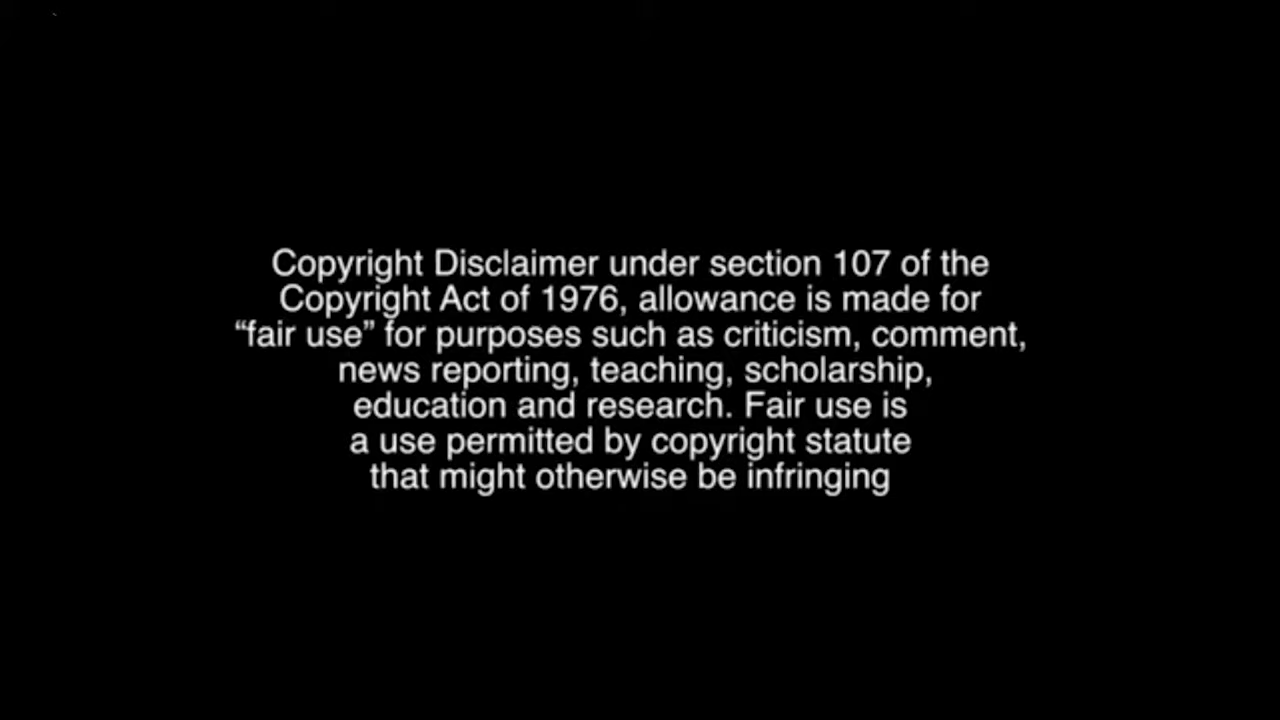 Copyright Disclaimer under section 107 of the
Copyright Act of 1976, allowance is made for
“fair use” for purposes such as criticism, comment,
news reporting, teaching, scholarship,
education and research. Fair use is
a use permitted by copyright statute
that might otherwise be infringing